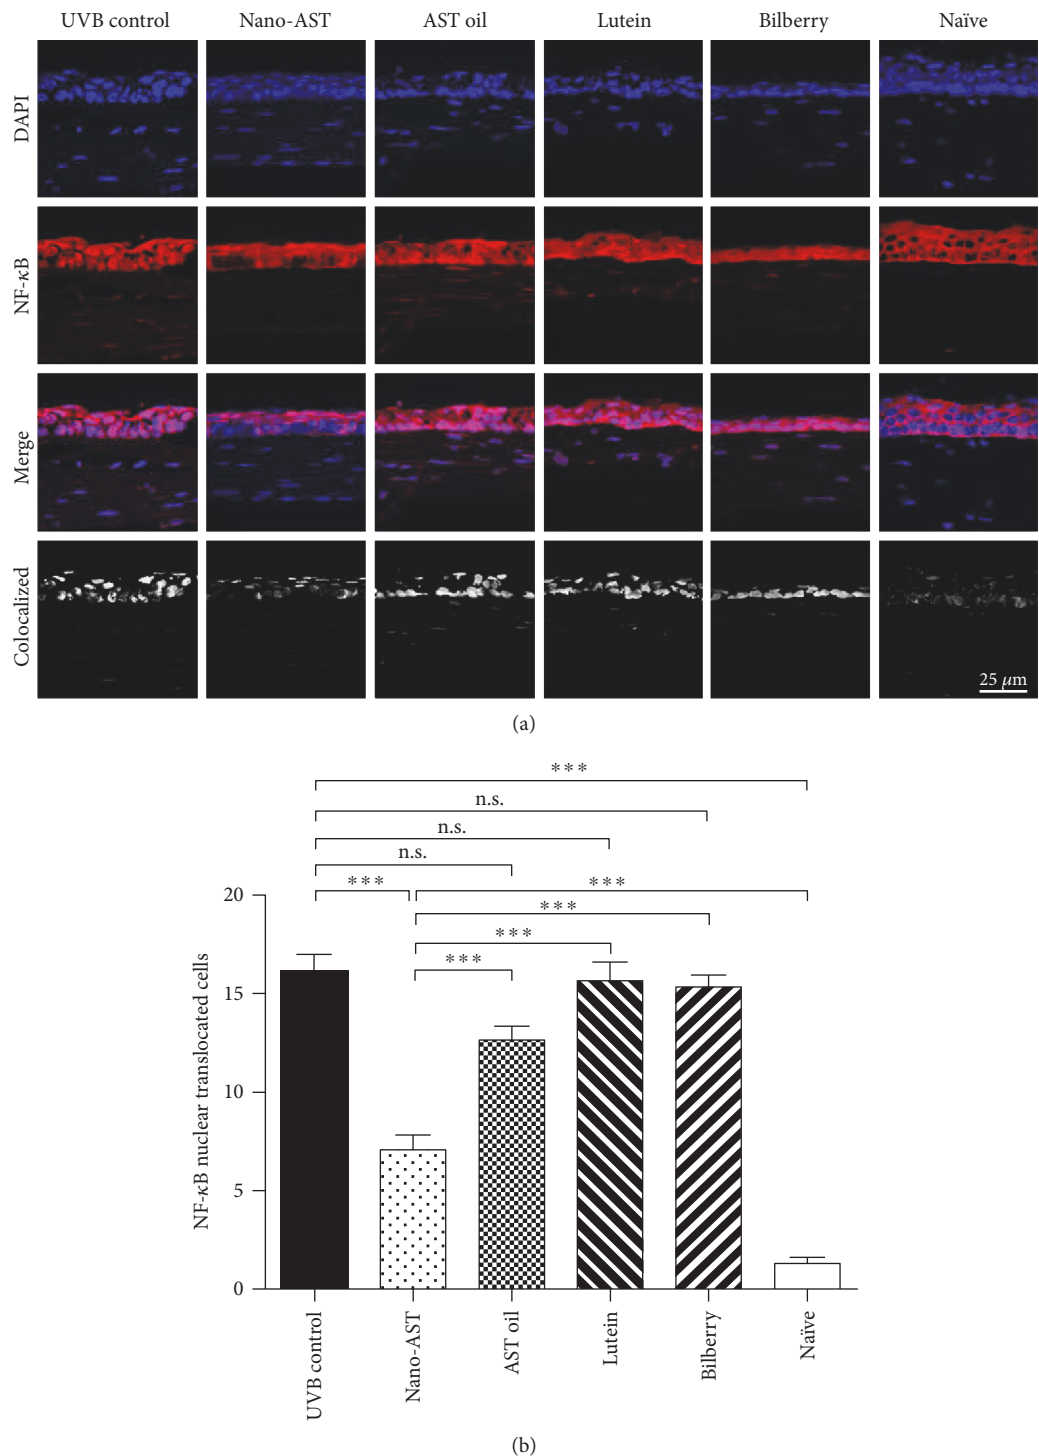 UVB control Nano-AST AST oil Lutein Bilberry Naïve
DAPI
NF-κB
Merge
Colocalized
25 μm
(a)
***
n.s.
n.s.
n.s.
*** ***
***
***
***
NF-κB nuclear translocated cells
20
15
10
5
0
UVB control
Nano-AST
AST oil
Lutein
Bilberry
Naïve
(b)